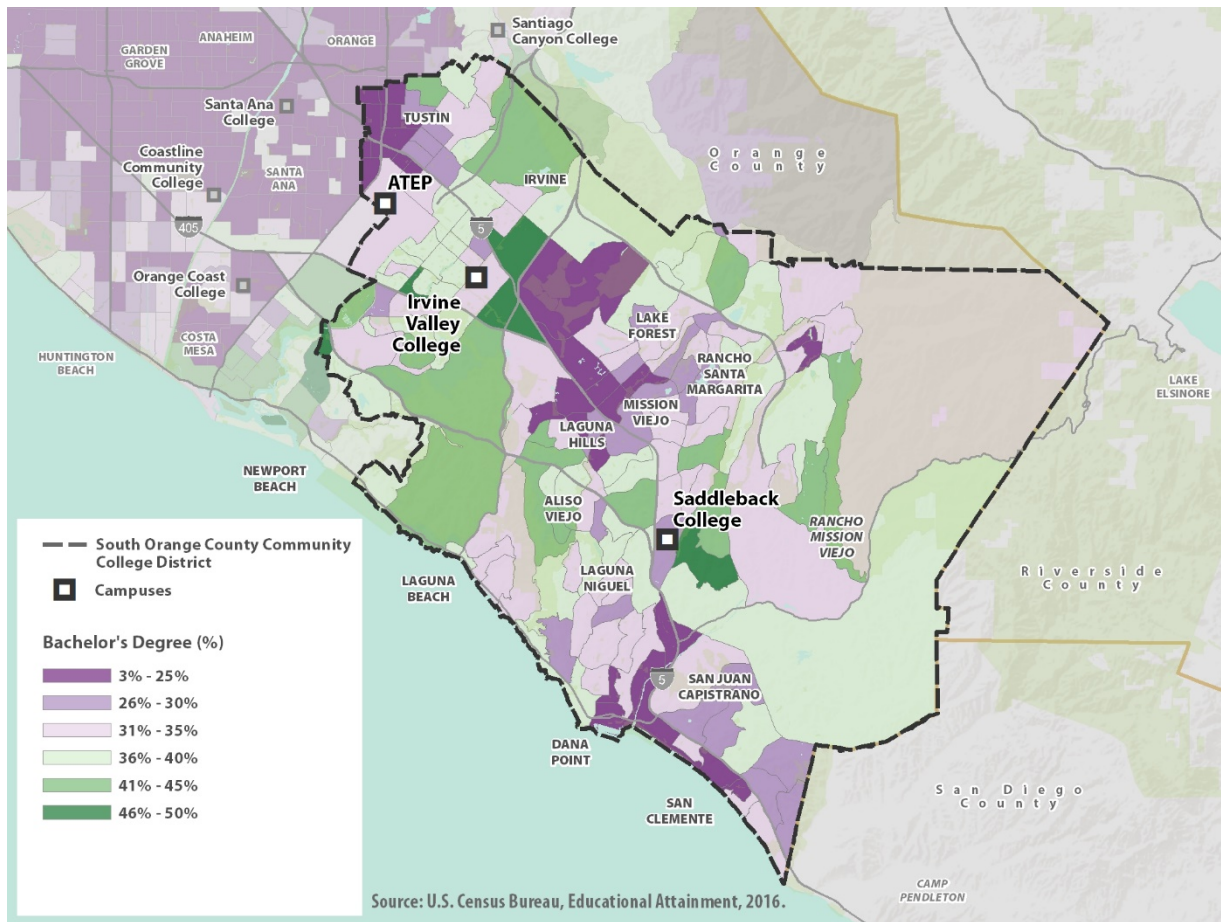 Santiago
Canyon College
ANAHEIM
ORANGE
GARDEN
GROVE
Santa Ana
College
TUSTIN
Coastline
Community
College
SANTA
ANA
ATEP
IRVINE
Orange
County
405
5
Orange Coast
College
Irvine
Valley
College
LAKE
FOREST
COSTA
MESA
HUNTINGTON
BEACH
RANCHO
SANTA
MARGARITA
LAKE
ELSINORE
MISSION
VIEJO
LAGUNA
HILLS
NEWPORT
BEACH
ALISO
VIEJO
Saddleback
College
RANCHO
MISSION
VIEJO
Riverside
County
LAGUNA
BEACH
LAGUNA
NIGUEL
5
SAN JUAN
CAPISTRANO
DANA
POINT
SAN
CLEMENTE
San Diego
County
CAMP
PENDLETON
South Orange County Community
College District
Campuses
Bachelor's Degree (%)
3% - 25%
26% - 30%
31% - 35%
36% - 40%
41% - 45%
46% - 50%
Source: U.S. Census Bureau, Educational Attainment, 2016.